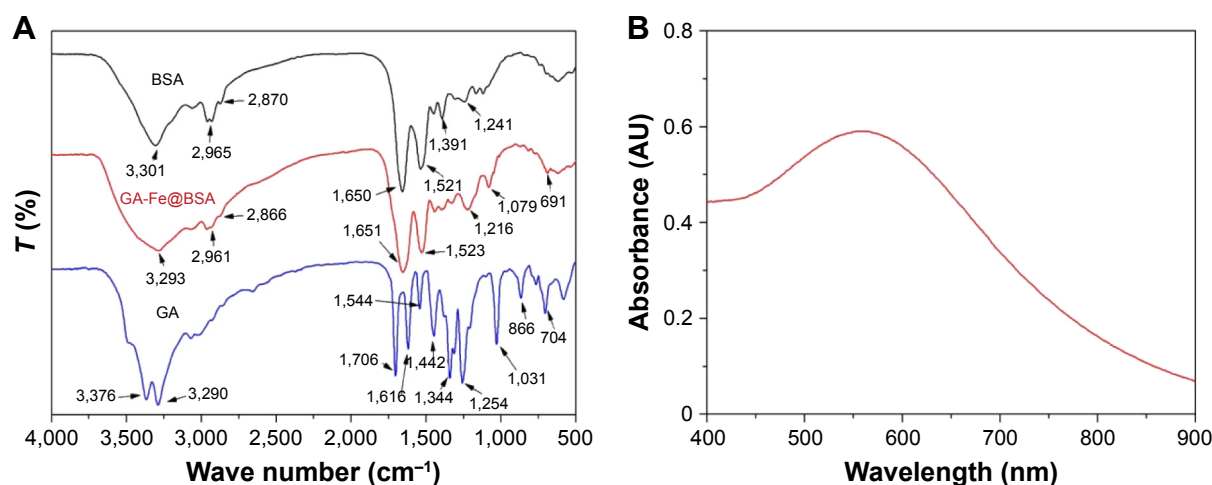 A
BSA
2,870
3,301
2,965
1,391
1,241
1,650
1,521
GA-Fe@BSA
2,866
1,079
691
1,216
1,651
1,523
3,293
2,961
GA
1,544
866
704
1,706
1,442
1,031
3,376
3,290
1,616
1,344
1,254
T (%)
4,000 3,000 2,500 2,000 1,500 1,000 500
Wave number (cm⁻¹)
B
0.8
0.6
0.4
0.2
0
Absorbance (AU)
400 500 600 700 800 900
Wavelength (nm)